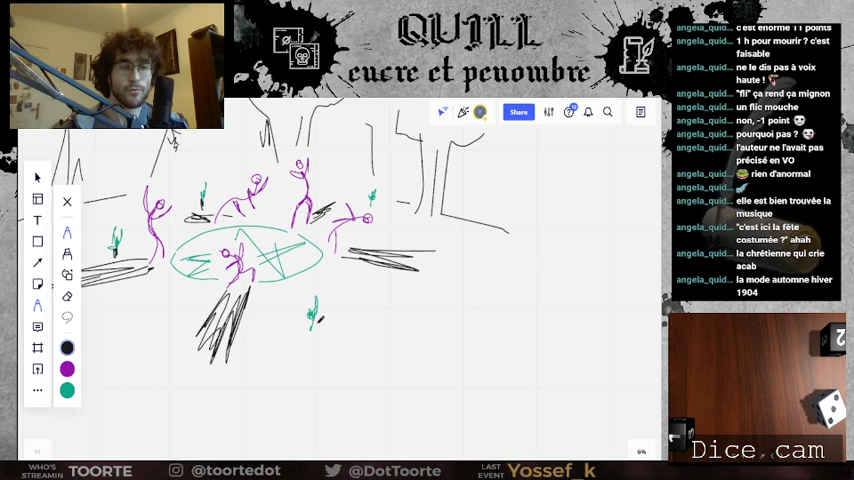 QUILL
encre et penombre
Share
T
6%
c'est enorme 11 points
angela_quid... 1 h pour mourir ? c'est
faisable
angela_quid... ne le dis pas à voix
haute !
angela_quid... "fli" ça rend ça mignon
angela_quid... un flic mouche
angela_quid... non, -1 point
angela_quid... pourquoi pas ?
angela_quid... l'auteur ne l'avait pas
précisé en VO
angela_quid... rien d'anormal
angela_quid...
angela_quid... elle est bien trouvée la
musique
angela_quid... "c'est ici la fête
costumée ?" ahah
angela_quid... la chrétienne qui crie
acab
angela_quid... la mode automne hiver
1904
Dice.cam
WHO'S
STREAMIN
TOORTE
@toortedot
@DotToorte
LAST
EVENT
Yossef_k